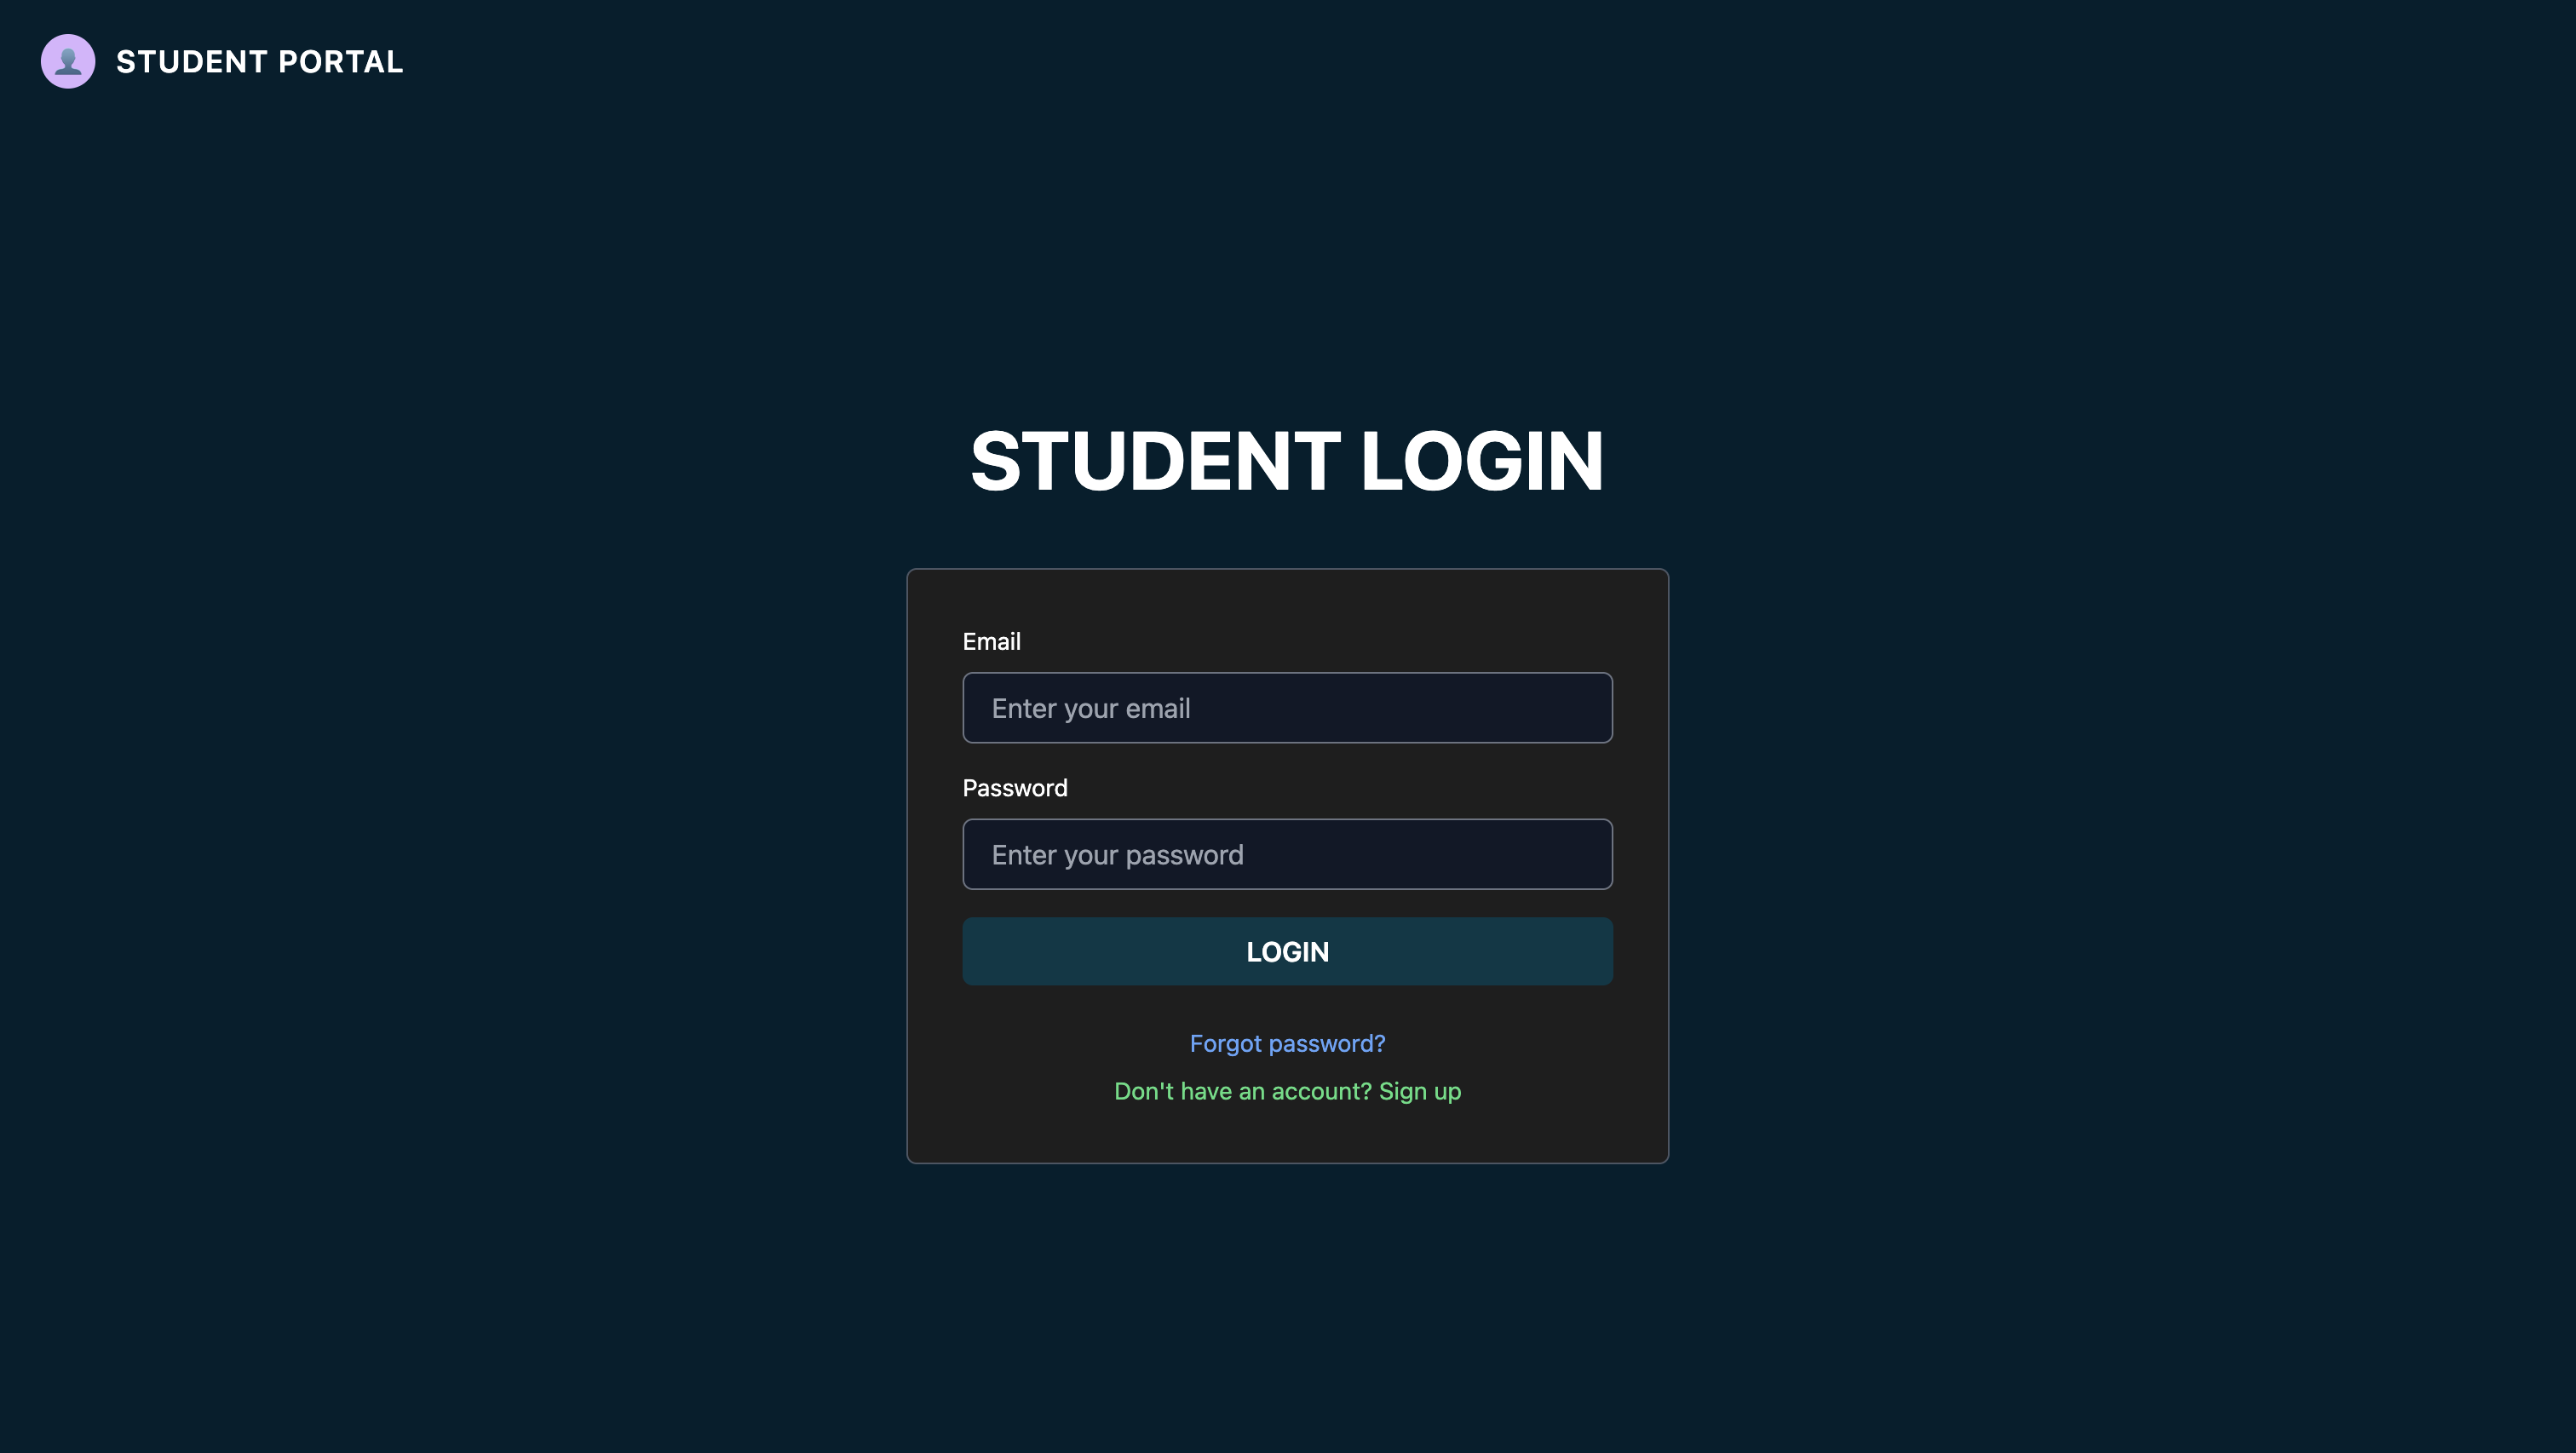 STUDENT PORTAL
STUDENT LOGIN
Email
Enter your email
Password
Enter your password
LOGIN
Forgot password?
Don't have an account? Sign up